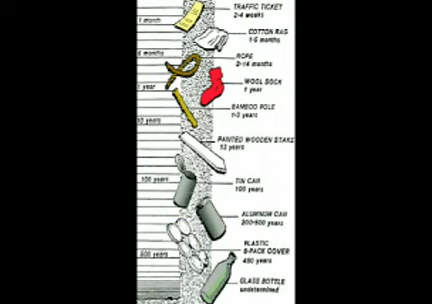 TRAFFIC TICKET
2-4 weeks
1 month
COTTON RAG
1-5 months
6 months
ROPE
3-14 months
1 year
WOOL SOCK
1 year
BAMBOO POLE
1-3 years
10 years
PAINTED WOODEN STAKE
13 years
100 years
TIN CAN
100 years
ALUMINUM CAN
200-500 years
PLASTIC
6-PACK COVER
450 years
500 years
GLASS BOTTLE
undetermined